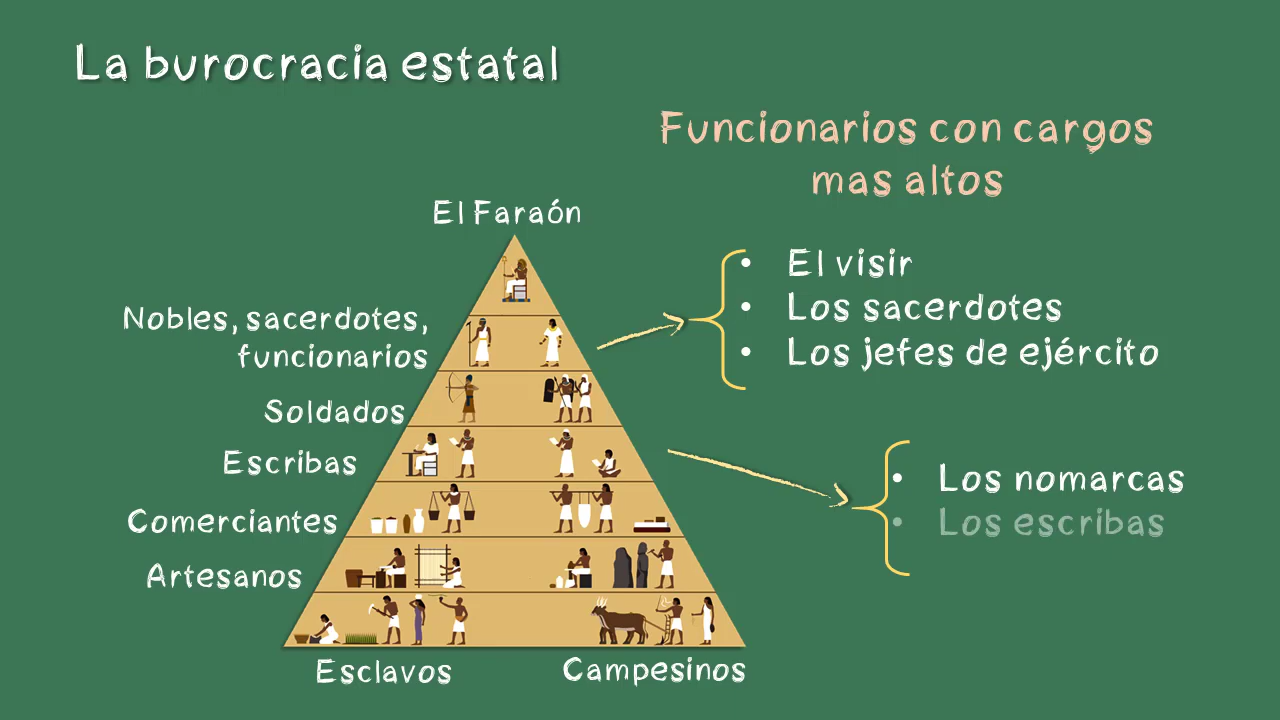 La burocracia estatal
Funcionarios con cargos
mas altos
El Faraón
Nobles, sacerdotes,
funcionarios
Soldados
Escribas
Comerciantes
Artesanos
Esclavos
Campesinos
• El visir
• Los sacerdotes
• Los jefes de ejército
• Los nomarcas
• Los escribas